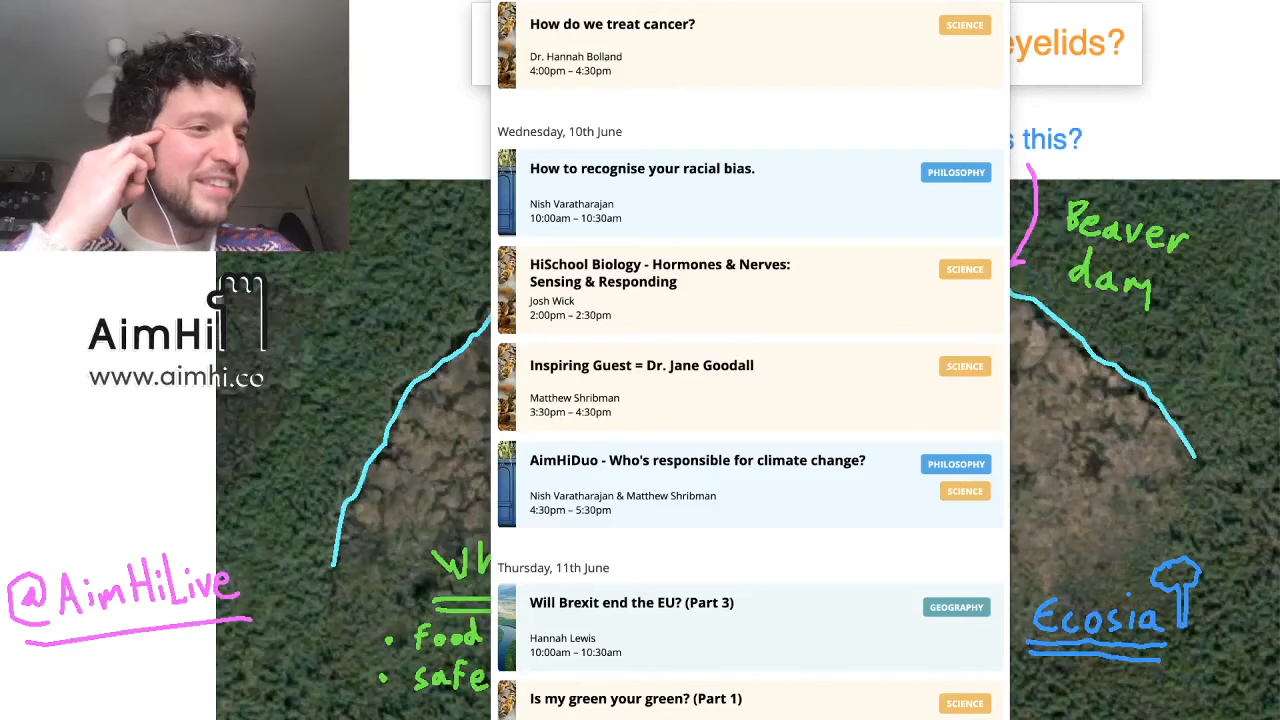 How do we treat cancer?
SCIENCE
Dr. Hannah Bolland
4:00pm – 4:30pm
eyelids?
s this?
Wednesday, 10th June
How to recognise your racial bias.
PHILOSOPHY
Nish Varatharajan
10:00am – 10:30am
Beaver
dam
HiSchool Biology - Hormones & Nerves:
Sensing & Responding
SCIENCE
Josh Wick
2:00pm – 2:30pm
AimHi
www.aimhi.co
Inspiring Guest = Dr. Jane Goodall
SCIENCE
Matthew Shribman
3:30pm – 4:30pm
AimHiDuo - Who's responsible for climate change?
PHILOSOPHY
SCIENCE
Nish Varatharajan & Matthew Shribman
4:30pm – 5:30pm
@AimHiLive
Wh
• food
• safe
Thursday, 11th June
Will Brexit end the EU? (Part 3)
GEOGRAPHY
Hannah Lewis
10:00am – 10:30am
Ecosia
Is my green your green? (Part 1)
SCIENCE